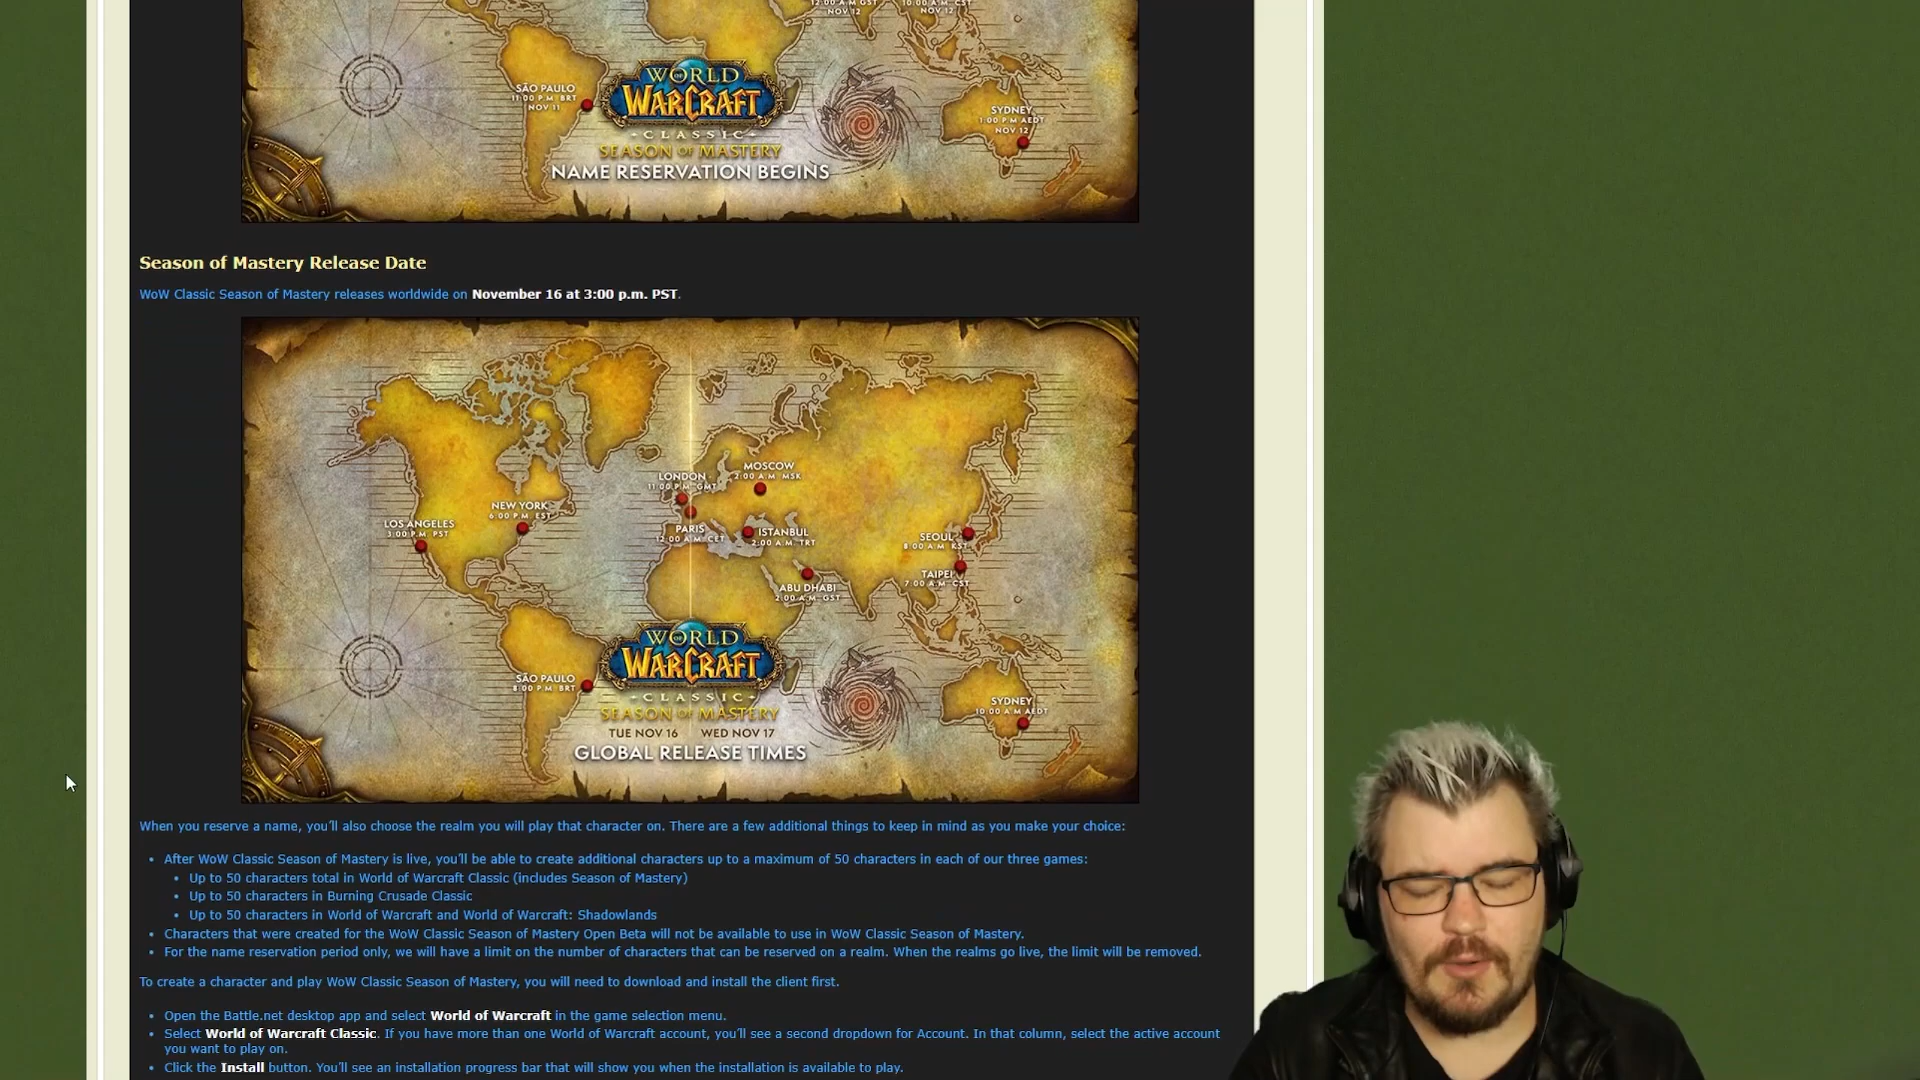 12:00 A.M. GST
NOV 12
10:00 A.M. CST
NOV 12
SÃO PAULO
11:00 P.M. BRT
NOV 11
SYDNEY
1:00 P.M. AEDT
NOV 12
WORLD
OF
WARCRAFT
CLASSIC
SEASON OF MASTERY
NAME RESERVATION BEGINS
Season of Mastery Release Date
WoW Classic Season of Mastery releases worldwide on November 16 at 3:00 p.m. PST.
LOS ANGELES
3:00 P.M. PST
NEW YORK
6:00 P.M. EST
LONDON
11:00 P.M. GMT
MOSCOW
2:00 A.M. MSK
PARIS
12:00 A.M. CET
ISTANBUL
2:00 A.M. TRT
ABU DHABI
2:00 A.M. GST
SEOUL
8:00 A.M. KST
TAIPEI
7:00 A.M. CST
SÃO PAULO
8:00 P.M. BRT
SYDNEY
10:00 A.M AEDT
WORLD
OF
WARCRAFT
CLASSIC
SEASON OF MASTERY
TUE NOV 16 WED NOV 17
GLOBAL RELEASE TIMES
When you reserve a name, you'll also choose the realm you will play that character on. There are a few additional things to keep in mind as you make your choice:
• After WoW Classic Season of Mastery is live, you'll be able to create additional characters up to a maximum of 50 characters in each of our three games:
• Up to 50 characters total in World of Warcraft Classic (includes Season of Mastery)
• Up to 50 characters in Burning Crusade Classic
• Up to 50 characters in World of Warcraft and World of Warcraft: Shadowlands
• Characters that were created for the WoW Classic Season of Mastery Open Beta will not be available to use in WoW Classic Season of Mastery.
• For the name reservation period only, we will have a limit on the number of characters that can be reserved on a realm. When the realms go live, the limit will be removed.
To create a character and play WoW Classic Season of Mastery, you will need to download and install the client first.
• Open the Battle.net desktop app and select World of Warcraft in the game selection menu.
• Select World of Warcraft Classic. If you have more than one World of Warcraft account, you'll see a second dropdown for Account. In that column, select the active account
you want to play on.
• Click the Install button. You'll see an installation progress bar that will show you when the installation is available to play.